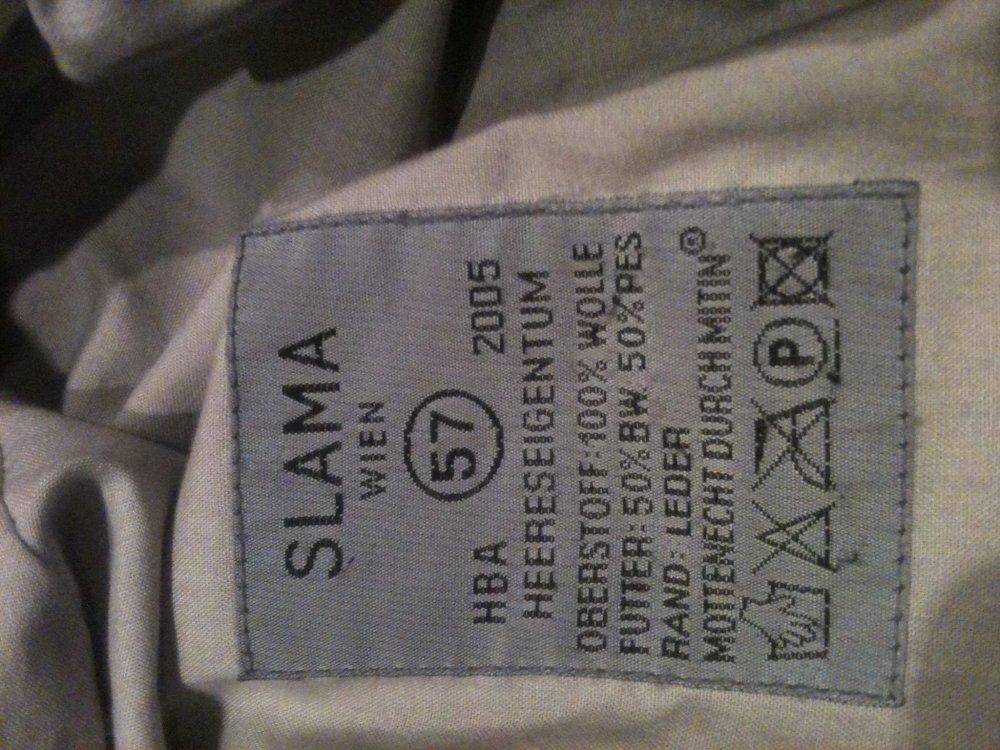 SLAMA
WIEN
57
HBA 2005
HEERESEIGENTUM
OBERSTOFF:100% WOLLE
FUTTER:50%BW. 50%PES
RAND: LEDER
MOTTENECHT DURCH MITIN®
P